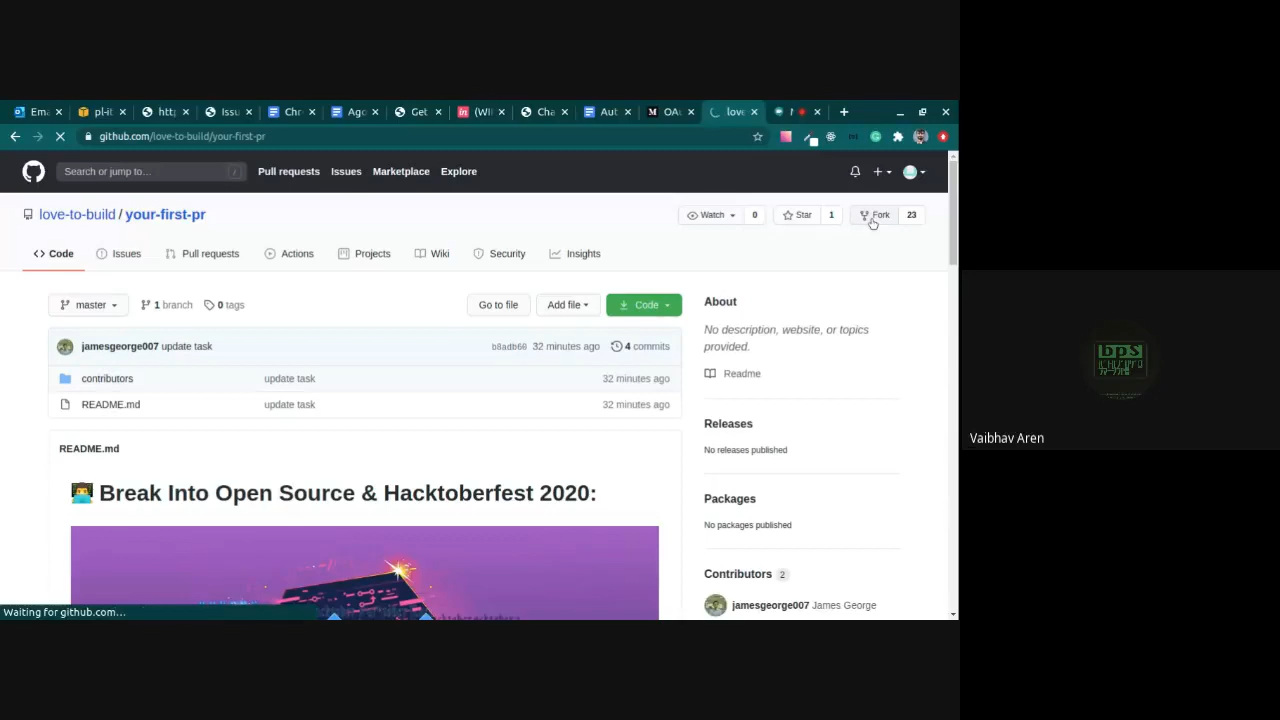 Ema
pl-it
http
Issu
Chr
Ago
Get
(WI
Cha
Aut
OA
love
github.com/love-to-build/your-first-pr
Search or jump to…
/
Pull requests
Issues
Marketplace
Explore
love-to-build / your-first-pr
Watch
0
Star
1
Fork
23
Code
Issues
Pull requests
Actions
Projects
Wiki
Security
Insights
master
1 branch
0 tags
Go to file
Add file
Code
jamesgeorge007 update task
b8adb60
32 minutes ago
4 commits
contributors
update task
32 minutes ago
README.md
update task
32 minutes ago
README.md
Break Into Open Source & Hacktoberfest 2020:
About
No description, website, or topics
provided.
Readme
Releases
No releases published
Packages
No packages published
Contributors 2
jamesgeorge007 James George
Waiting for github.com...
bps
Vaibhav Aren